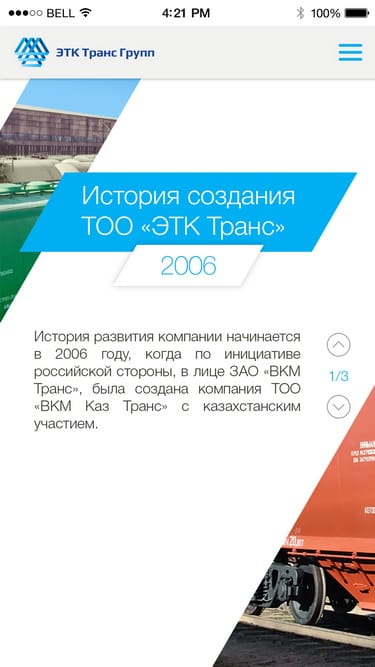 BELL
4:21 PM
100%
ЭТК Транс Групп
История создания
ТОО «ЭТК Транс»
2006
История развития компании начинается
в 2006 году, когда по инициативе
российской стороны, в лице ЗАО «ВКМ
Транс», была создана компания ТОО
«ВКМ Каз Транс» с казахстанским
участием.
1/3